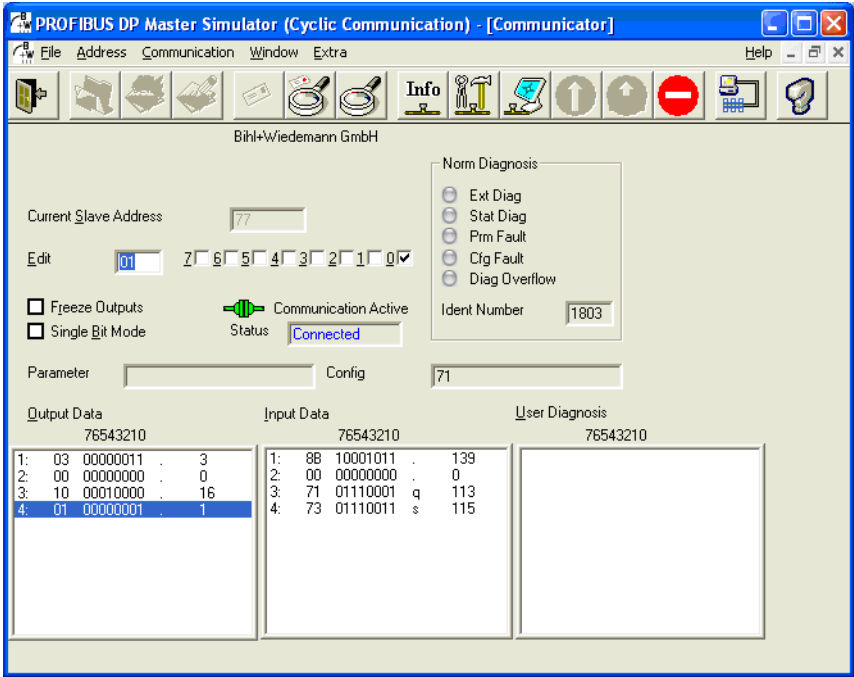 PROFIBUS DP Master Simulator (Cyclic Communication) - [Communicator]
File Address Communication Window Extra Help
Info
Bihl+Wiedemann GmbH
Norm Diagnosis
Ext Diag
Stat Diag
Prm Fault
Cfg Fault
Diag Overflow
Ident Number 1803
Current Slave Address 77
Edit 01 7 6 5 4 3 2 1 0
Freeze Outputs
Single Bit Mode
Communication Active
Status Connected
Parameter
Config 71
Output Data
76543210
1: 03 00000011 . 3
2: 00 00000000 . 0
3: 10 00010000 . 16
4: 01 00000001 . 1
Input Data
76543210
1: 8B 10001011 . 139
2: 00 00000000 . 0
3: 71 01110001 q 113
4: 73 01110011 s 115
User Diagnosis
76543210